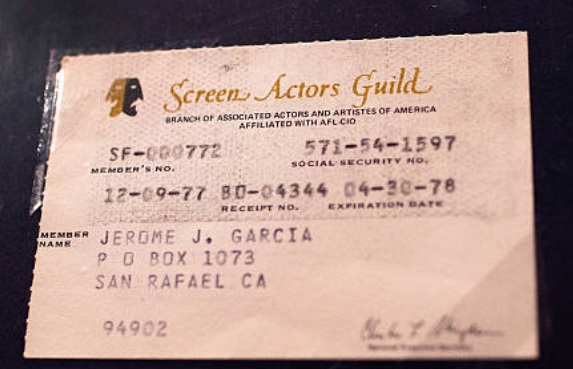 Screen Actors Guild
BRANCH OF ASSOCIATED ACTORS AND ARTISTES OF AMERICA
AFFILIATED WITH AFL-CIO
SF-000772 571-54-1597
MEMBER'S NO. SOCIAL SECURITY NO.
12-09-77 BD-04344 04-30-78
RECEIPT NO. EXPIRATION DATE
MEMBER NAME JEROME J. GARCIA
P O BOX 1073
SAN RAFAEL CA
94902